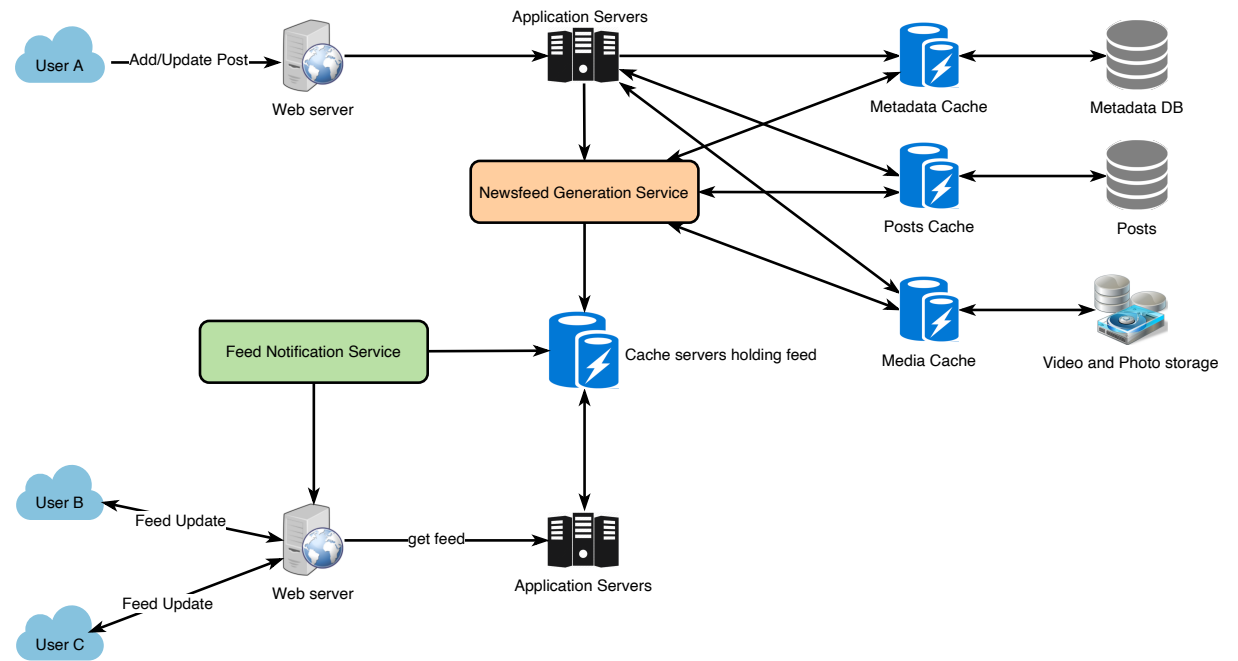 Application Servers
User A
Add/Update Post
Web server
Metadata Cache
Metadata DB
Newsfeed Generation Service
Posts Cache
Posts
Feed Notification Service
Cache servers holding feed
Media Cache
Video and Photo storage
User B
Feed Update
get feed
Web server
Application Servers
Feed Update
User C